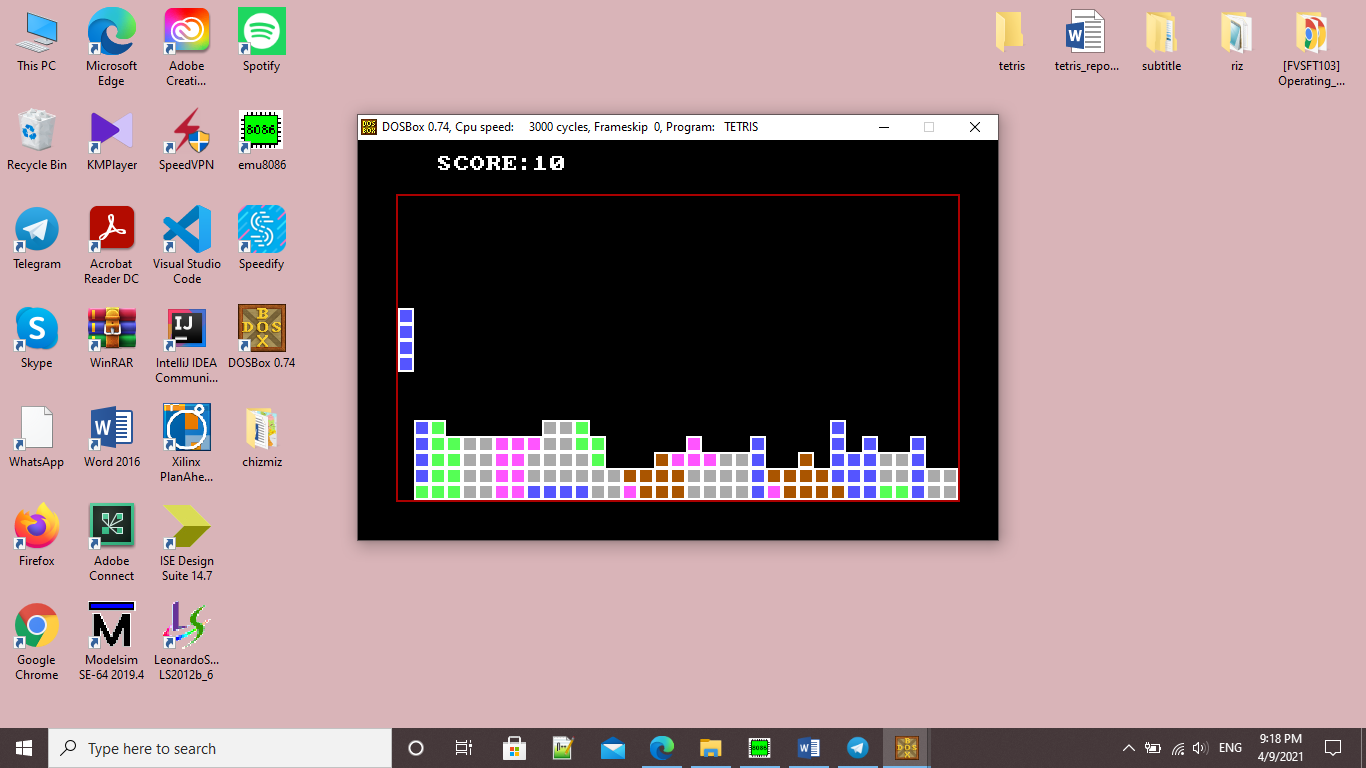 This PC
Microsoft
Edge
Adobe
Creati...
Spotify
tetris
tetris_repo...
subtitle
riz
[FVSFT103]
Operating_...
DOSBox 0.74, Cpu speed: 3000 cycles, Frameskip 0, Program: TETRIS
SCORE:10
Recycle Bin
KMPlayer
SpeedVPN
8086
emu8086
Telegram
Acrobat
Reader DC
Visual Studio
Code
Speedify
Skype
WinRAR
IJ
IntelliJ IDEA
Communi...
DOS
BOX
DOSBox 0.74
WhatsApp
Word 2016
Xilinx
PlanAhe...
chizmiz
Firefox
Adobe
Connect
ISE Design
Suite 14.7
Google
Chrome
M
Modelsim
SE-64 2019.4
LS
LeonardoS...
LS2012b_6
Type here to search
8086
ENG
9:18 PM
4/9/2021